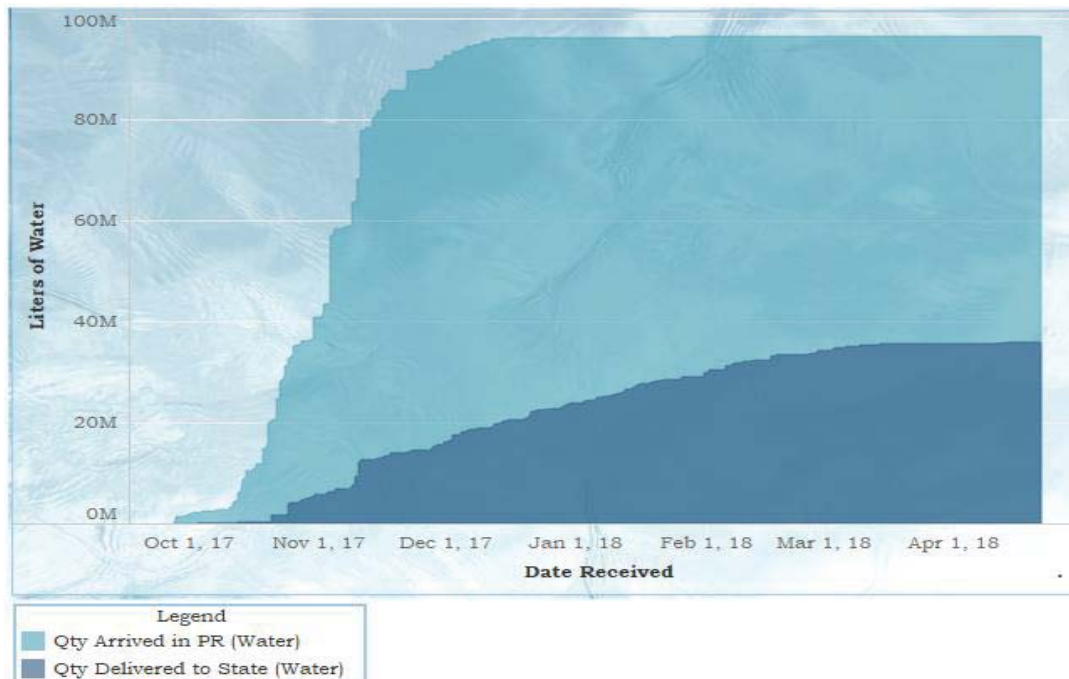 100M
80M
60M
40M
20M
0M
Liters of Water
Oct 1, 17 Nov 1, 17 Dec 1, 17 Jan 1, 18 Feb 1, 18 Mar 1, 18 Apr 1, 18
Date Received
.
Legend
Qty Arrived in PR (Water)
Qty Delivered to State (Water)